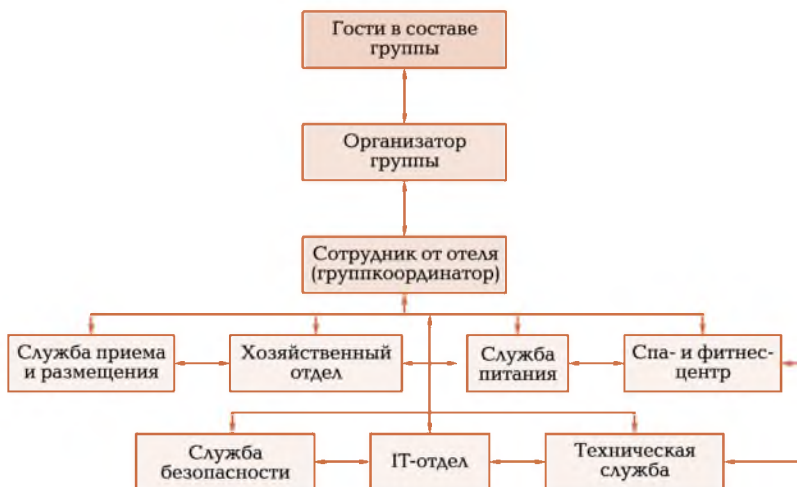 Гости в составе
группы
Организатор
группы
Сотрудник от отеля
(группкоординатор)
Служба приема
и размещения
Хозяйственный
отдел
Служба
питания
Спа- и фитнес-
центр
Служба
безопасности
IT-отдел
Техническая
служба